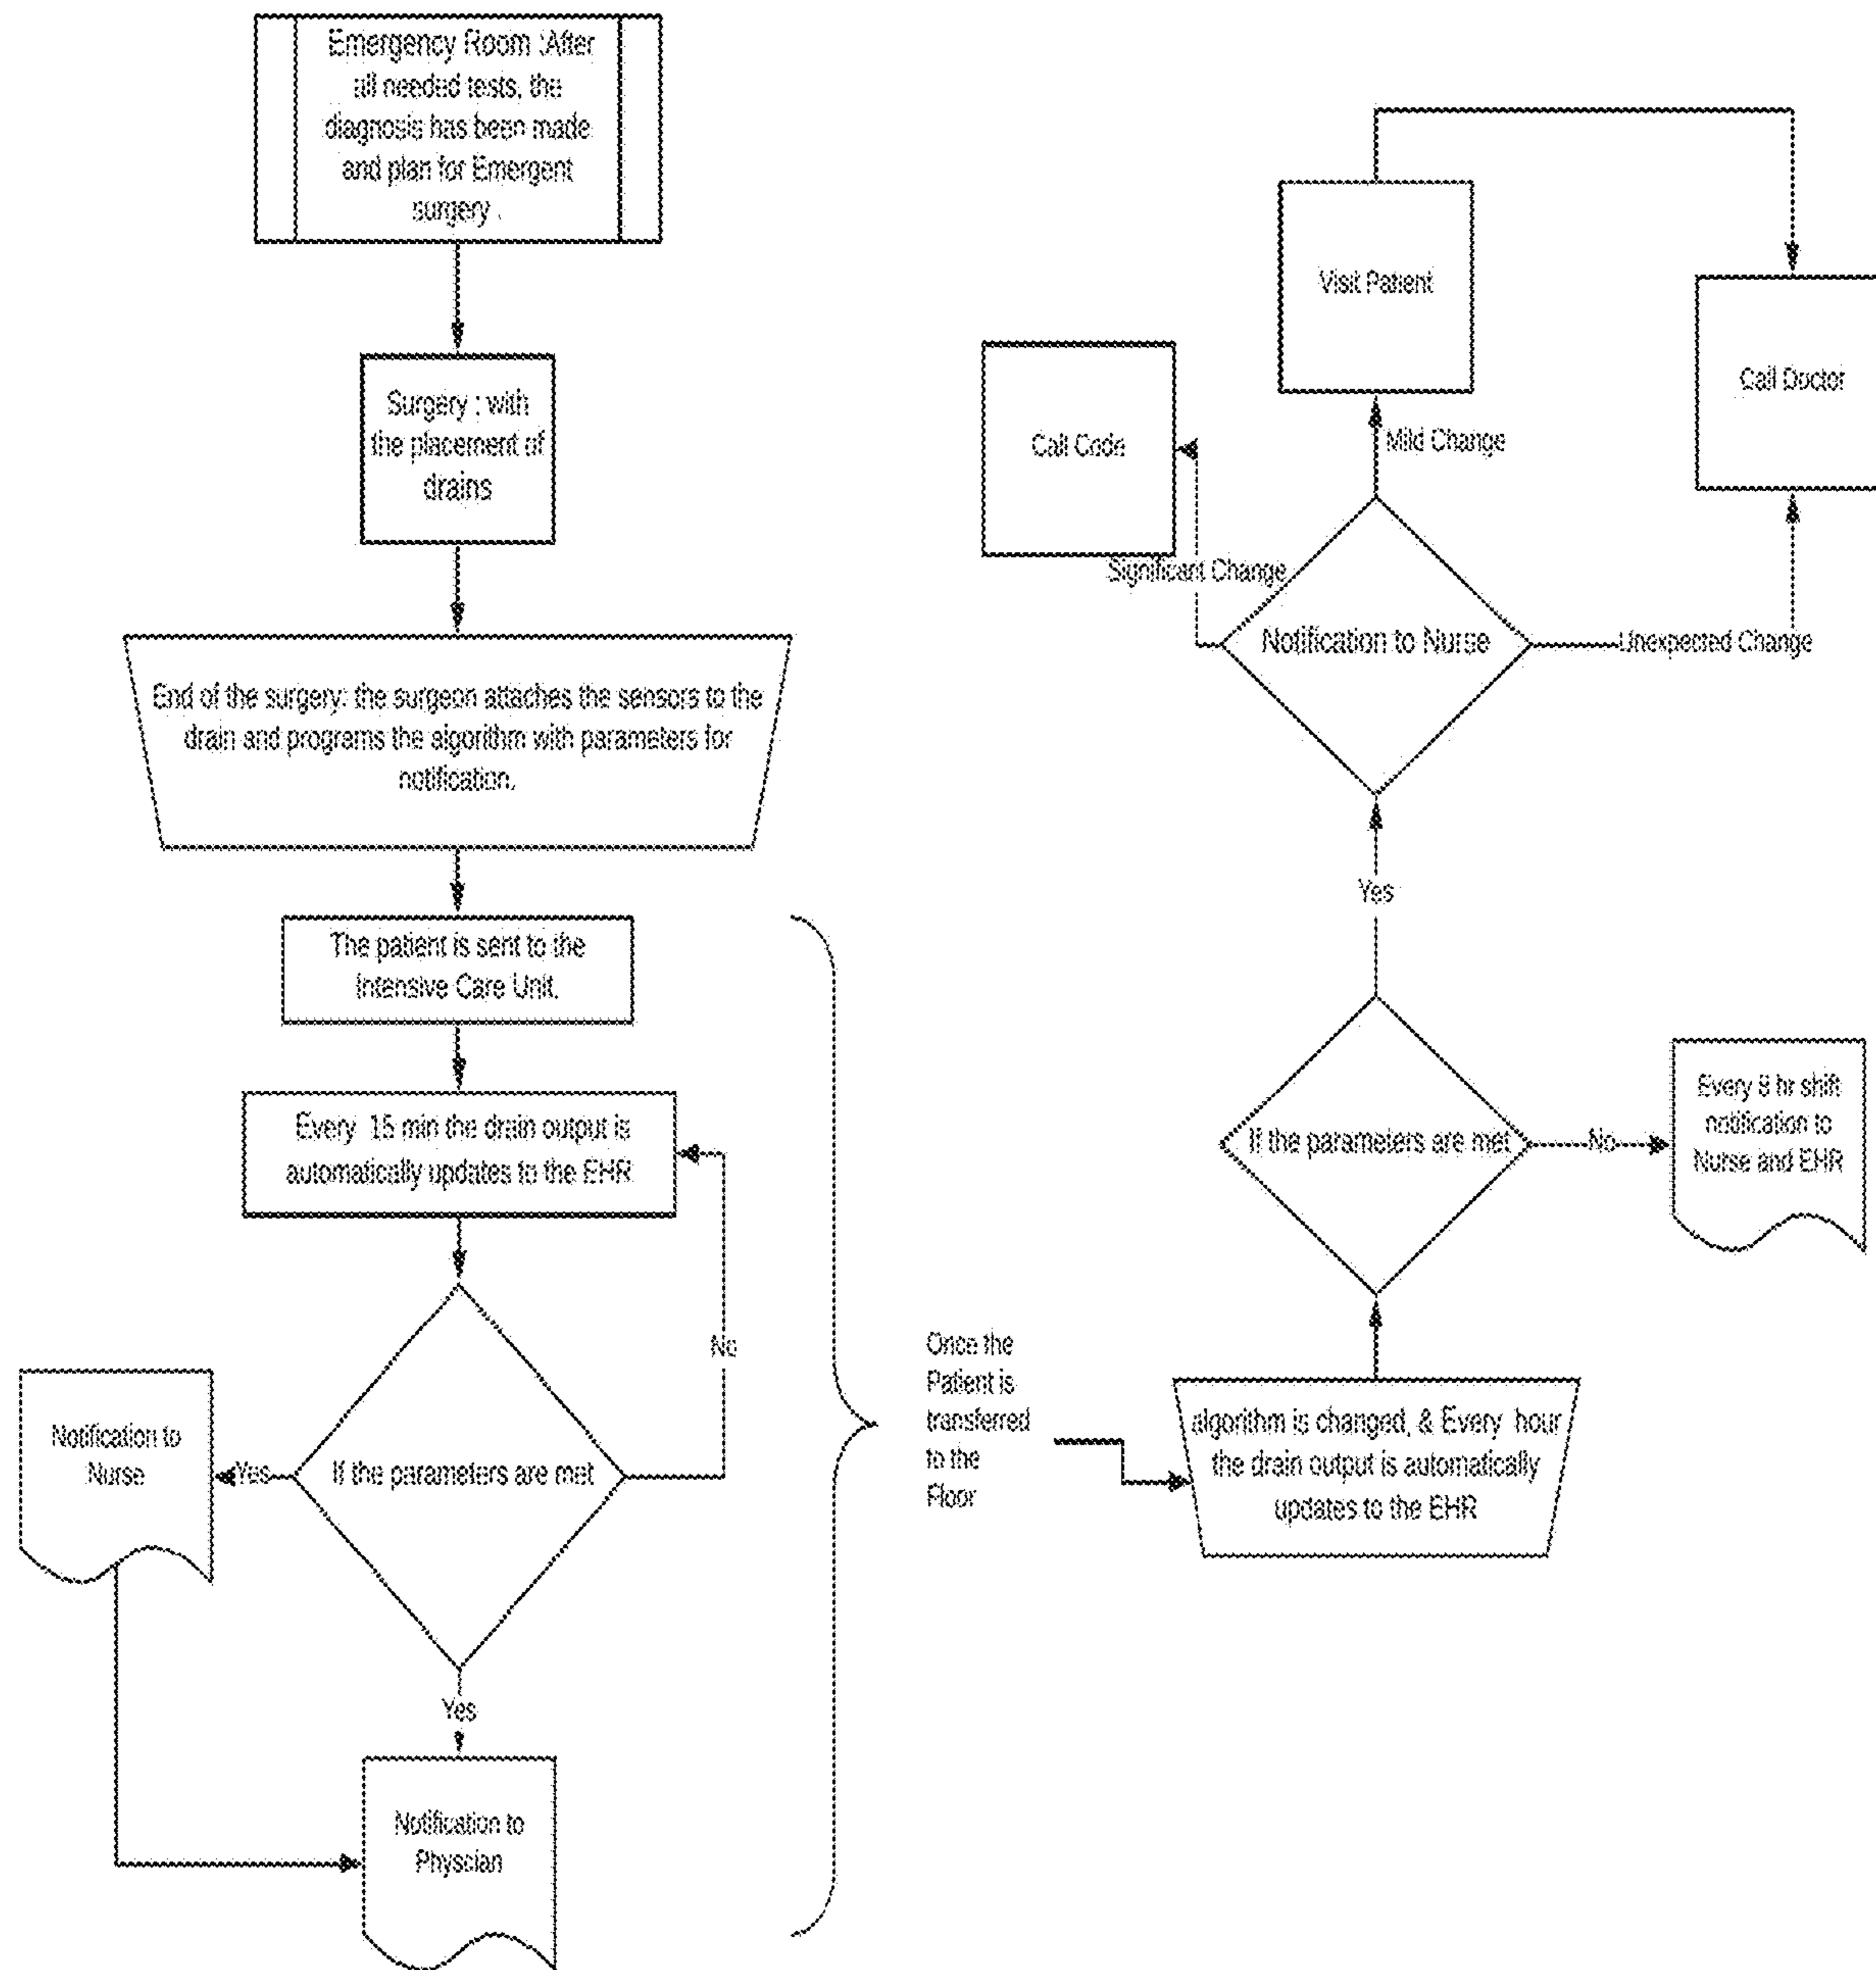 Emergency Room :After
all needed tests, the
diagnosis has been made
and plan for Emergent
surgery .
Surgery : with
the placement of
drains
End of the surgery: the surgeon attaches the sensors to the
drain and programs the algorithm with parameters for
notification.
The patient is sent to the
Intensive Care Unit.
Every 15 min the drain output is
automatically updates to the EHR
No
If the parameters are met
Yes
Notification to
Nurse
Yes
Notification to
Physcian
Once the
Patient is
transferred
to the
Floor
algorithm is changed, & Every hour
the drain output is automatically
updates to the EHR
If the parameters are met
No
Every 8 hr shift
notification to
Nurse and EHR
Yes
Notification to Nurse
Significant Change
Call Code
Mild Change
Visit Patient
Unexpected Change
Call Doctor